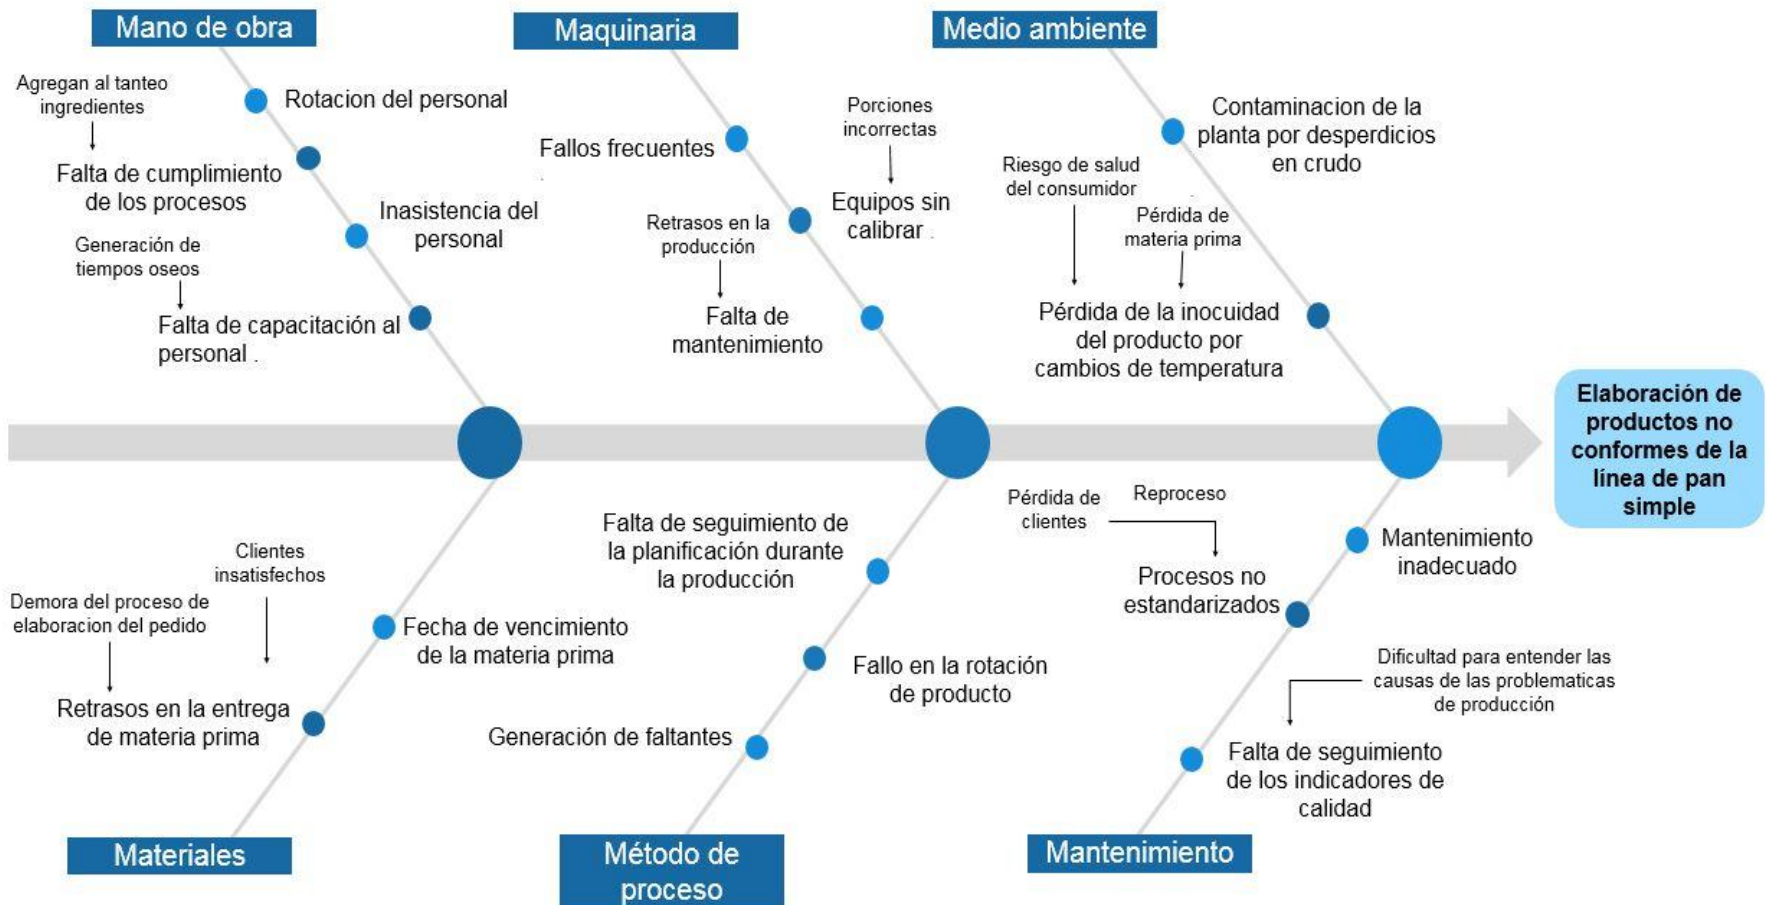 Mano de obra
Maquinaria
Medio ambiente
Agregan al tanteo
ingredientes
Rotacion del personal
Falta de cumplimiento
de los procesos
Inasistencia del
personal
Generación de
tiempos oseos
Falta de capacitación al
personal .
Fallos frecuentes
.
Porciones
incorrectas
Equipos sin
calibrar .
Retrasos en la
producción
Falta de
mantenimiento
Contaminacion de la
planta por desperdicios
en crudo
Riesgo de salud
del consumidor
Pérdida de
materia prima
Pérdida de la inocuidad
del producto por
cambios de temperatura
Elaboración de
productos no
conformes de la
línea de pan
simple
Clientes
insatisfechos
Demora del proceso de
elaboracion del pedido
Fecha de vencimiento
de la materia prima
Retrasos en la entrega
de materia prima
Falta de seguimiento de
la planificación durante
la producción
Fallo en la rotación
de producto
Generación de faltantes
Pérdida de
clientes
Reproceso
Mantenimiento
inadecuado
Procesos no
estandarizados
Dificultad para entender las
causas de las problematicas
de producción
Falta de seguimiento
de los indicadores de
calidad
Materiales
Método de
proceso
Mantenimiento